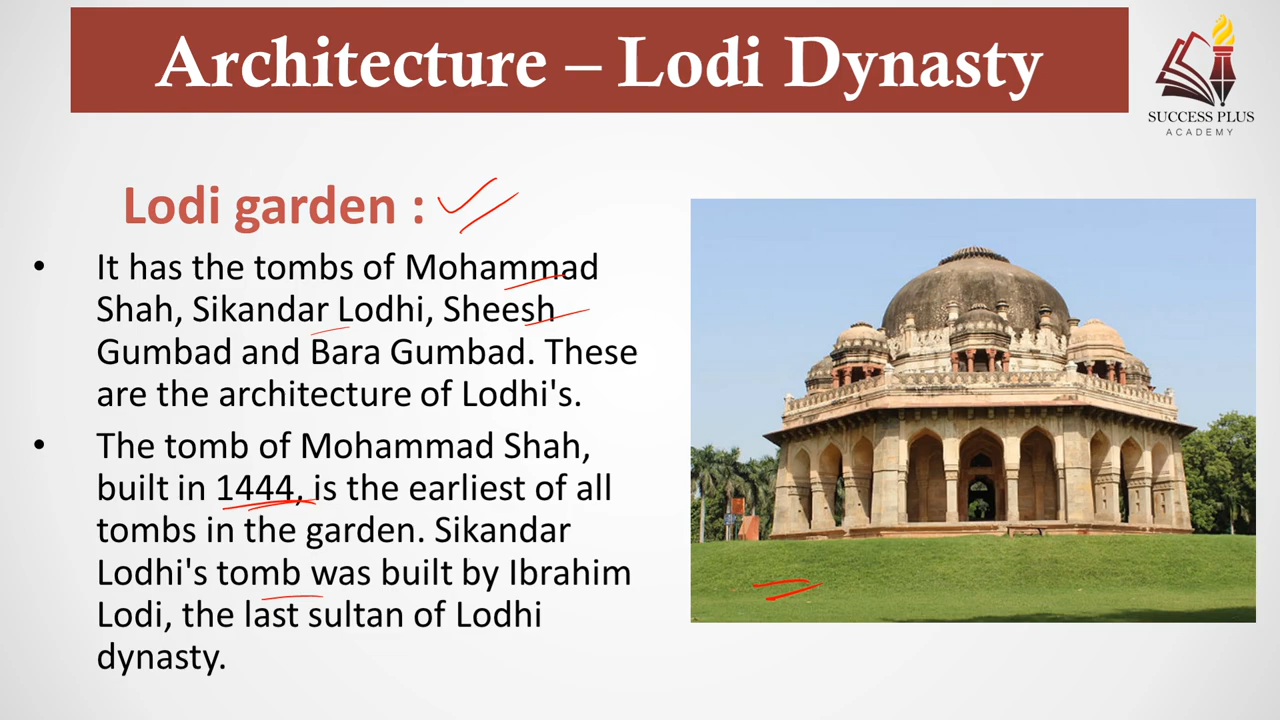 Architecture – Lodi Dynasty
SUCCESS PLUS
ACADEMY
Lodi garden :
• It has the tombs of Mohammad
Shah, Sikandar Lodhi, Sheesh
Gumbad and Bara Gumbad. These
are the architecture of Lodhi's.
• The tomb of Mohammad Shah,
built in 1444, is the earliest of all
tombs in the garden. Sikandar
Lodhi's tomb was built by Ibrahim
Lodi, the last sultan of Lodhi
dynasty.